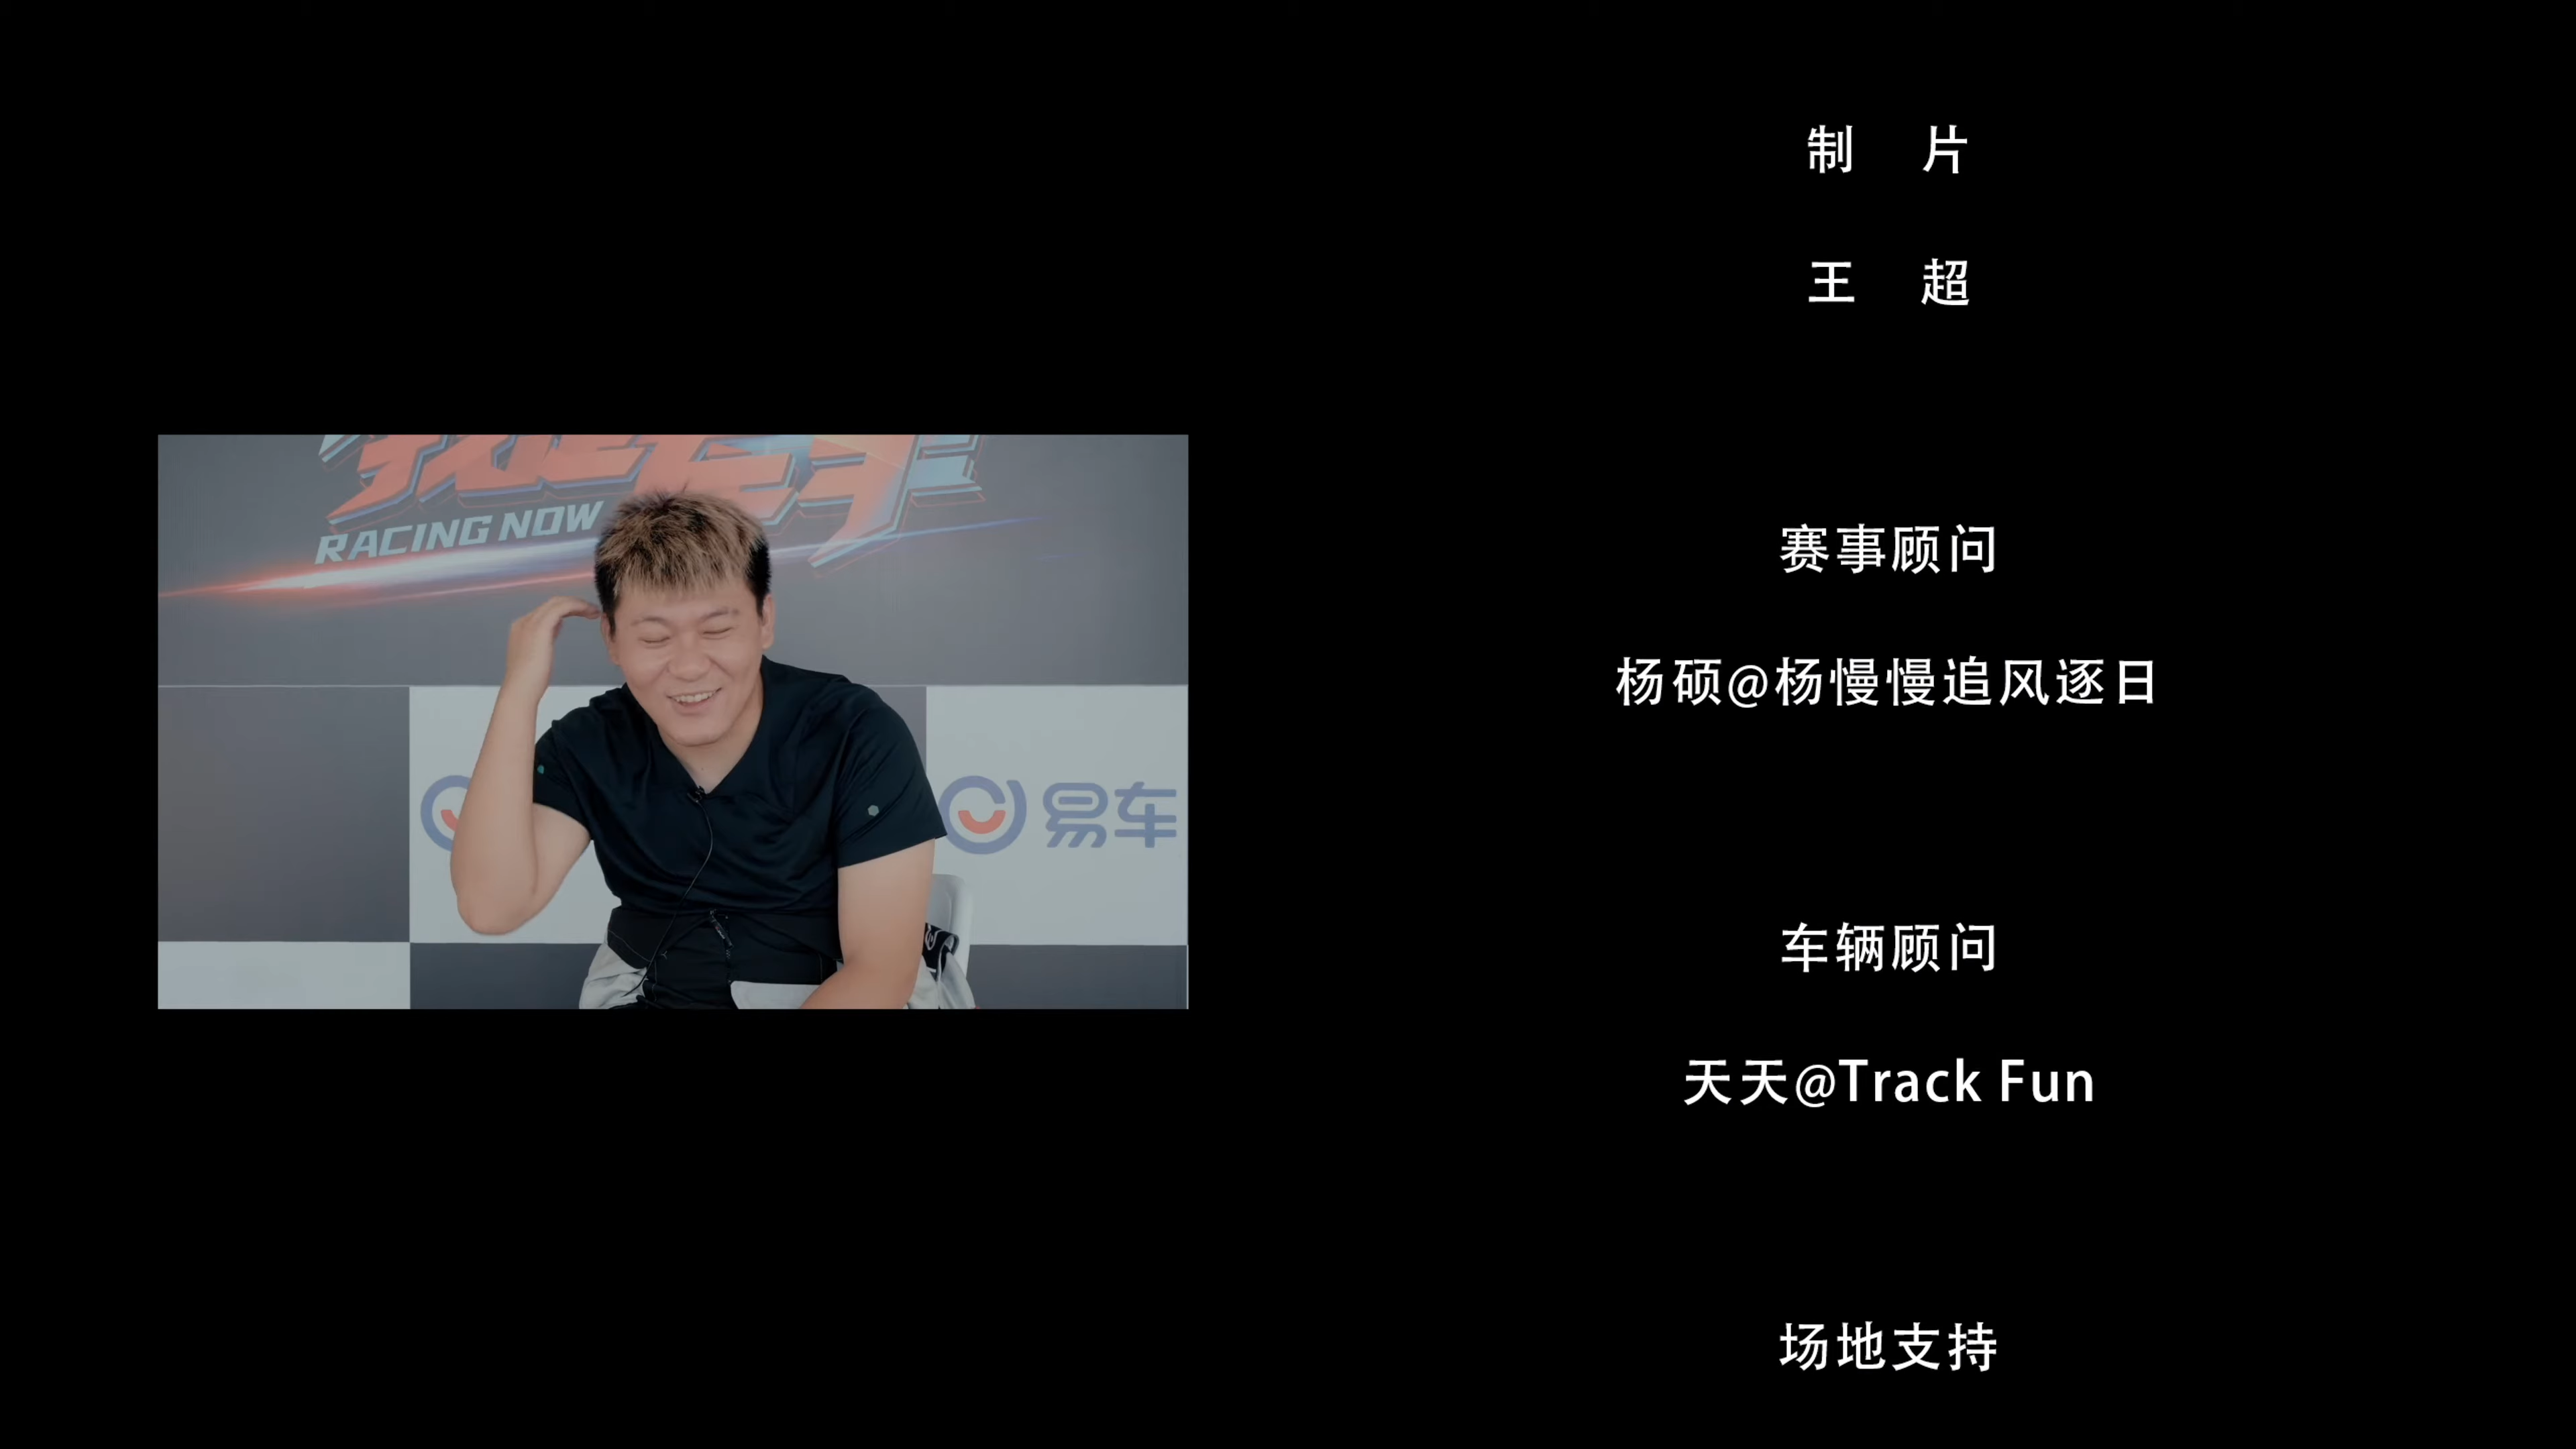 RACING NOW
易车
制 片
王 超
赛事顾问
杨硕@杨慢慢追风逐日
车辆顾问
天天@Track Fun
场地支持